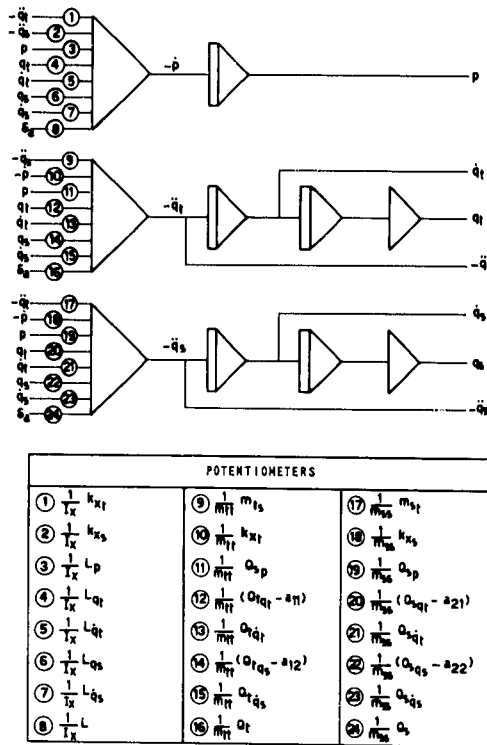 -q̈t ①
-q̈s ②
p ③
qt ④
q̇t ⑤
qs ⑥
q̇s ⑦
δa ⑧
-ṗ
p
-q̈s ⑨
-ṗ ⑩
p ⑪
qt ⑫
q̇t ⑬
qs ⑭
q̇s ⑮
δa ⑯
-q̈t
q̇t
qt
-q̈
-q̈t ⑰
-ṗ ⑱
p ⑲
qt ⑳
q̇t ㉑
qs ㉒
q̇s ㉓
δa ㉔
-q̈s
q̇s
qs
-q̈s
POTENTIOMETERS
① 1/Ix kxt ⑨ 1/mtt mts ⑰ 1/mss mst
② 1/Ix kxs ⑩ 1/mtt kxt ⑱ 1/mss kxs
③ 1/Ix Lp ⑪ 1/mtt Qsp ⑲ 1/mss Qsp
④ 1/Ix Lqt ⑫ 1/mtt (Qtqt - a11) ⑳ 1/mss (Qsqt - a21)
⑤ 1/Ix Lq̇t ⑬ 1/mtt Qtq̇t ㉑ 1/mss Qsq̇t
⑥ 1/Ix Lqs ⑭ 1/mtt (Qtqs - a12) ㉒ 1/mss (Qsqs - a22)
⑦ 1/Ix Lq̇s ⑮ 1/mtt Qtq̇s ㉓ 1/mss Qsq̇s
⑧ 1/Ix L ⑯ 1/mtt Qt ㉔ 1/mss Qs